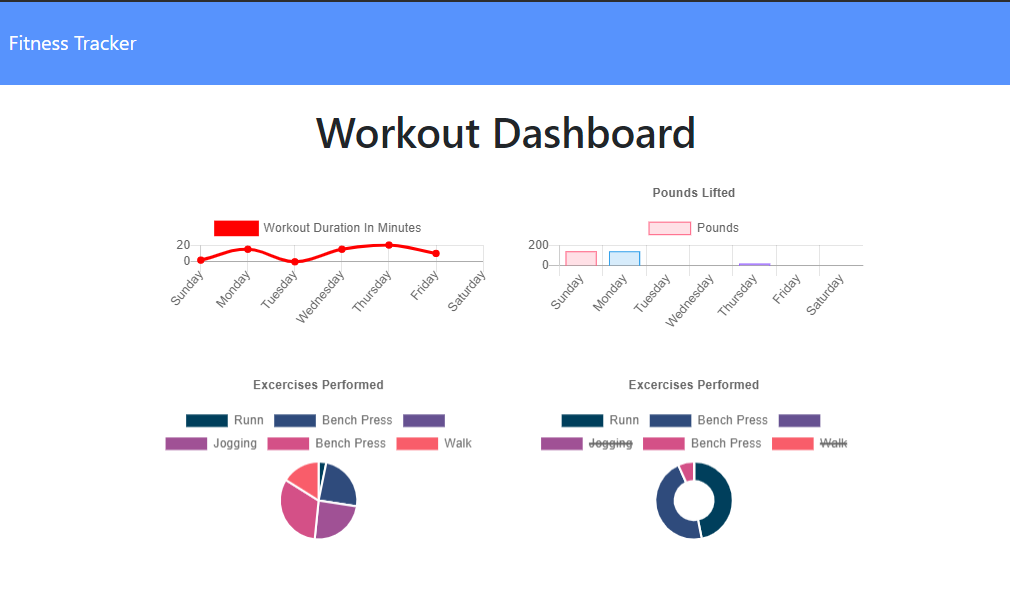 Fitness Tracker
Workout Dashboard
Workout Duration In Minutes
20
0
Sunday
Monday
Tuesday
Wednesday
Thursday
Friday
Saturday
Pounds Lifted
Pounds
200
0
Sunday
Monday
Tuesday
Wednesday
Thursday
Friday
Saturday
Excercises Performed
Runn Bench Press
Jogging Bench Press Walk
Excercises Performed
Runn Bench Press
Jogging Bench Press Walk